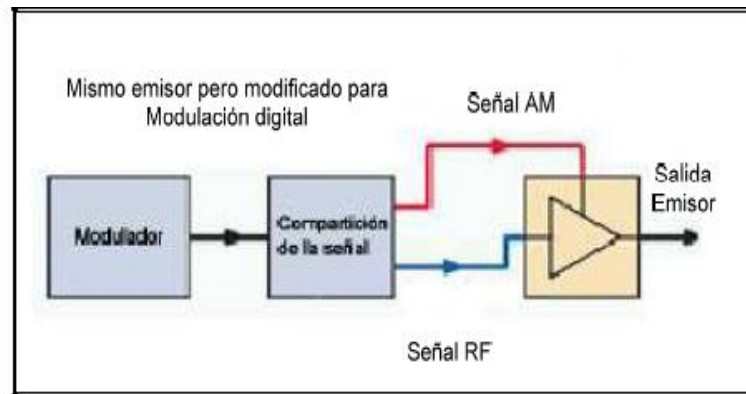 Mismo emisor pero modificado para
Modulación digital
Señal AM
Salida
Emisor
Modulador
Compartición
de la señal
Señal RF